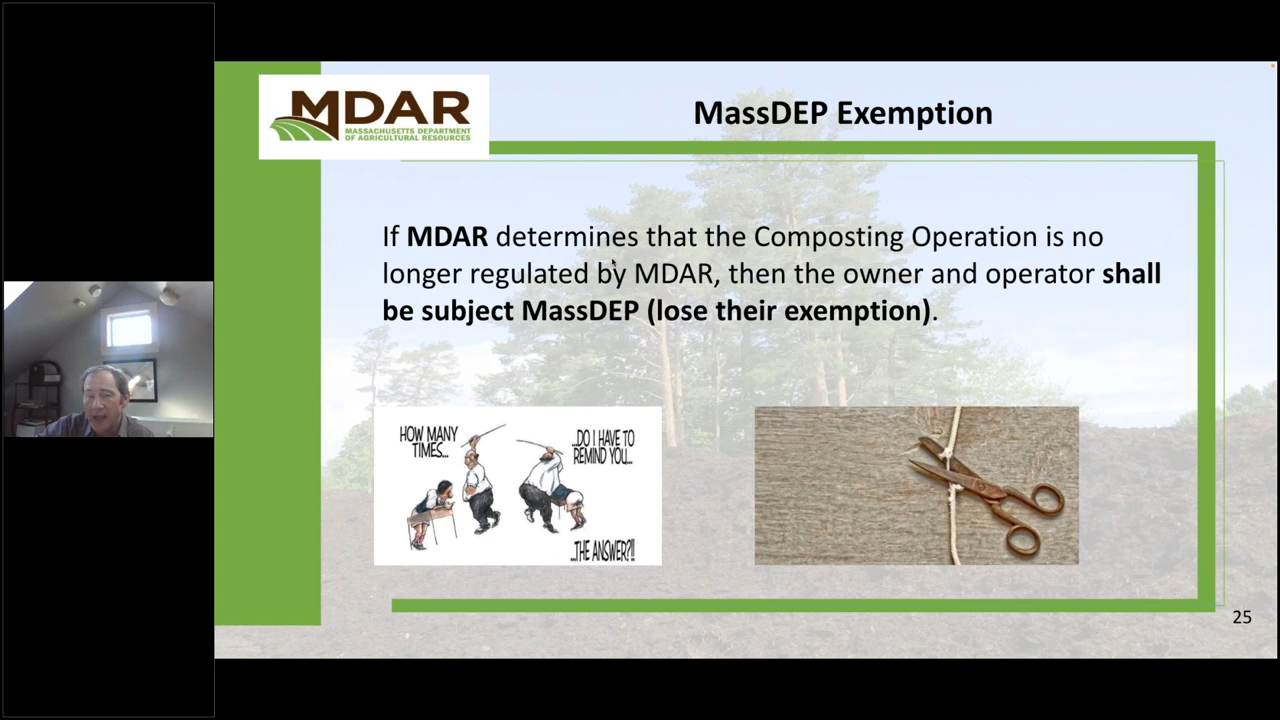 MDAR
MASSACHUSETTS DEPARTMENT
OF AGRICULTURAL RESOURCES
MassDEP Exemption
If MDAR determines that the Composting Operation is no
longer regulated by MDAR, then the owner and operator shall
be subject MassDEP (lose their exemption).
HOW MANY
TIMES...
...DO I HAVE TO
REMIND YOU...
...THE ANSWER?!!
25